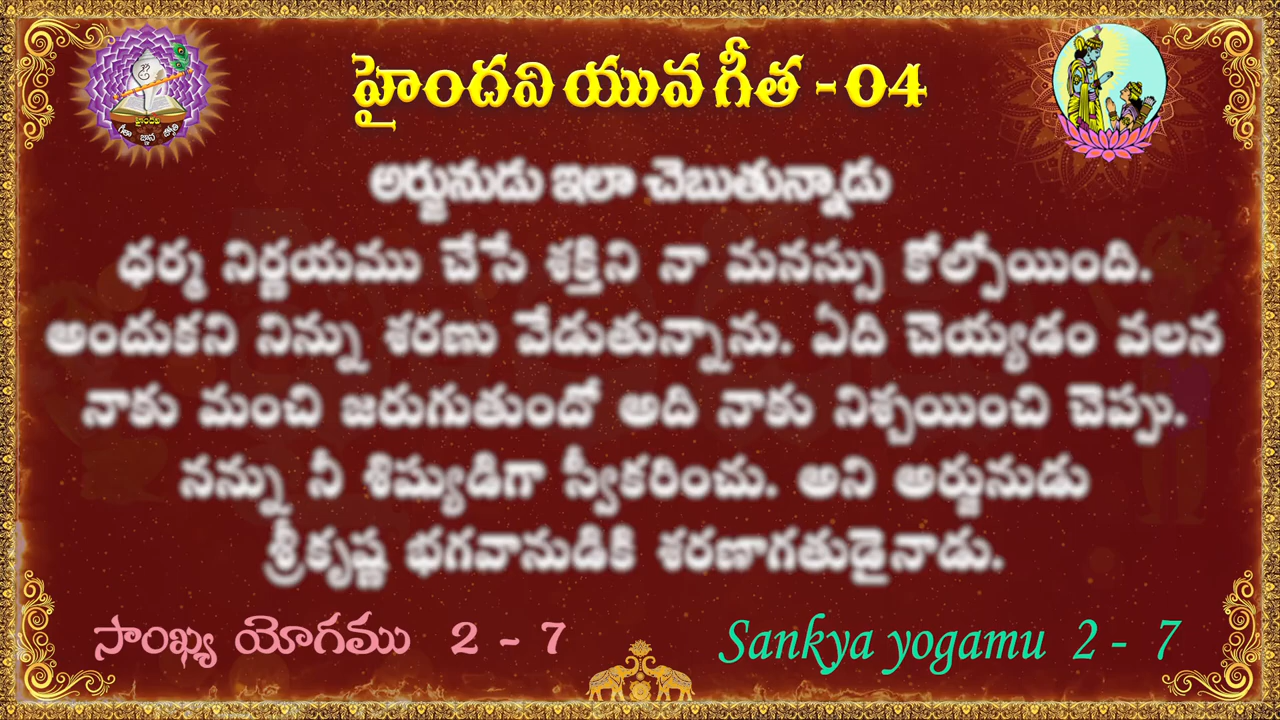 హైందవి యువ గీత - 04
అర్జునుడు ఇలా చెబుతున్నాడు
ధర్మ నిర్ణయము చేసే శక్తిని నా మనస్సు కోల్పోయింది.
అందుకని నిన్ను శరణు వేడుతున్నాను. ఏది చెయ్యడం వలన
నాకు మంచి జరుగుతుందో అది నాకు నిశ్చయించి చెప్పు.
నన్ను నీ శిష్యుడిగా స్వీకరించు. అని అర్జునుడు
శ్రీకృష్ణ భగవానుడికి శరణాగతుడైనాడు.
సాంఖ్య యోగము 2 - 7
Sankya yogamu 2 - 7